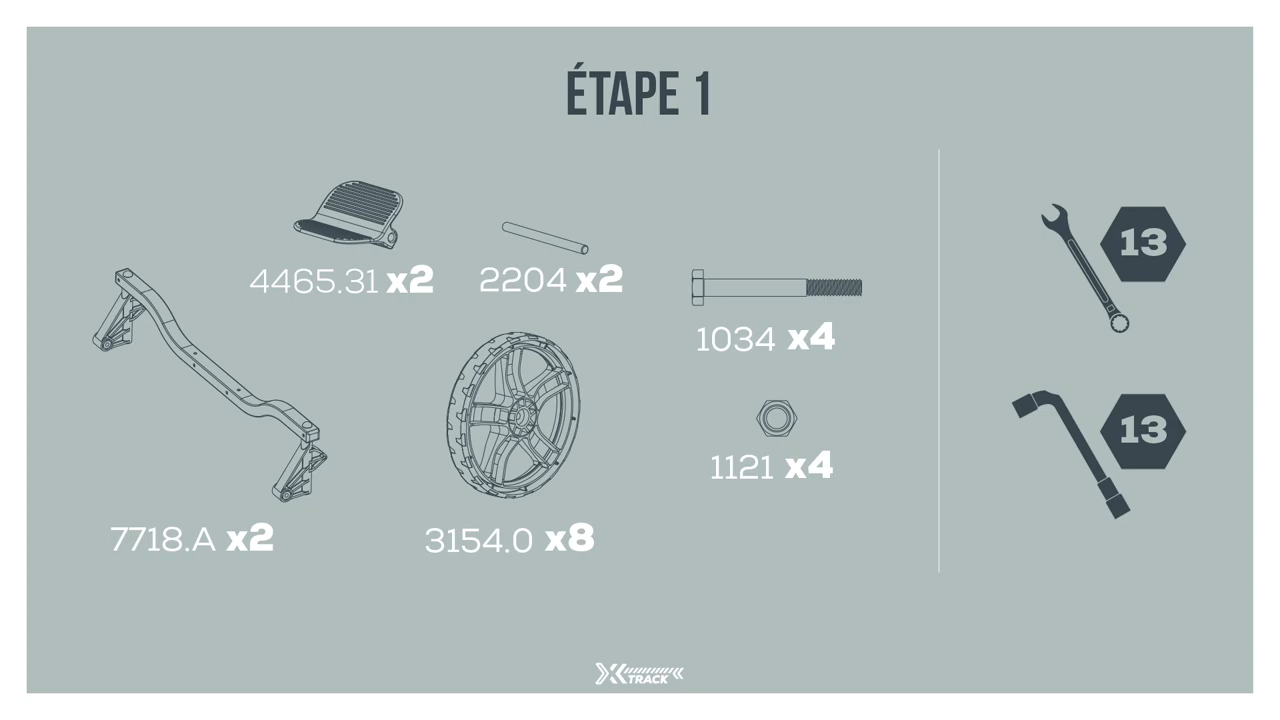 ÉTAPE 1
4465.31 x2
2204 x2
1034 x4
1121 x4
7718.A x2
3154.0 x8
13
13
TRACK